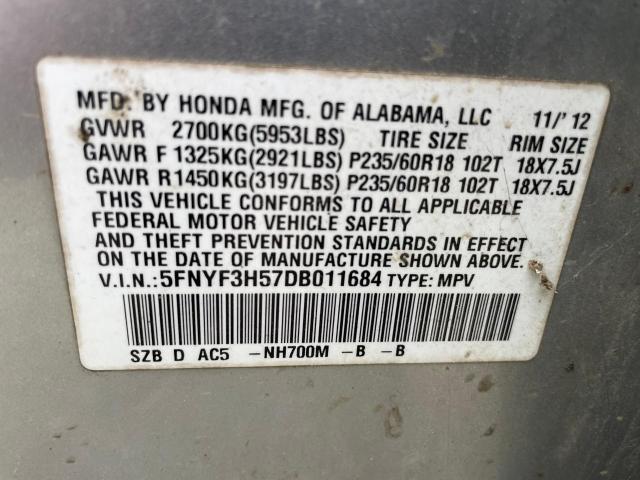 MFD. BY HONDA MFG. OF ALABAMA, LLC 11/'12
GVWR 2700KG(5953LBS) TIRE SIZE RIM SIZE
GAWR F 1325KG(2921LBS) P235/60R18 102T 18X7.5J
GAWR R1450KG(3197LBS) P235/60R18 102T 18X7.5J
THIS VEHICLE CONFORMS TO ALL APPLICABLE
FEDERAL MOTOR VEHICLE SAFETY
AND THEFT PREVENTION STANDARDS IN EFFECT
ON THE DATE OF MANUFACTURE SHOWN ABOVE.
V.I.N.:5FNYF3H57DB011684 TYPE: MPV
SZB D AC5 -NH700M -B -B